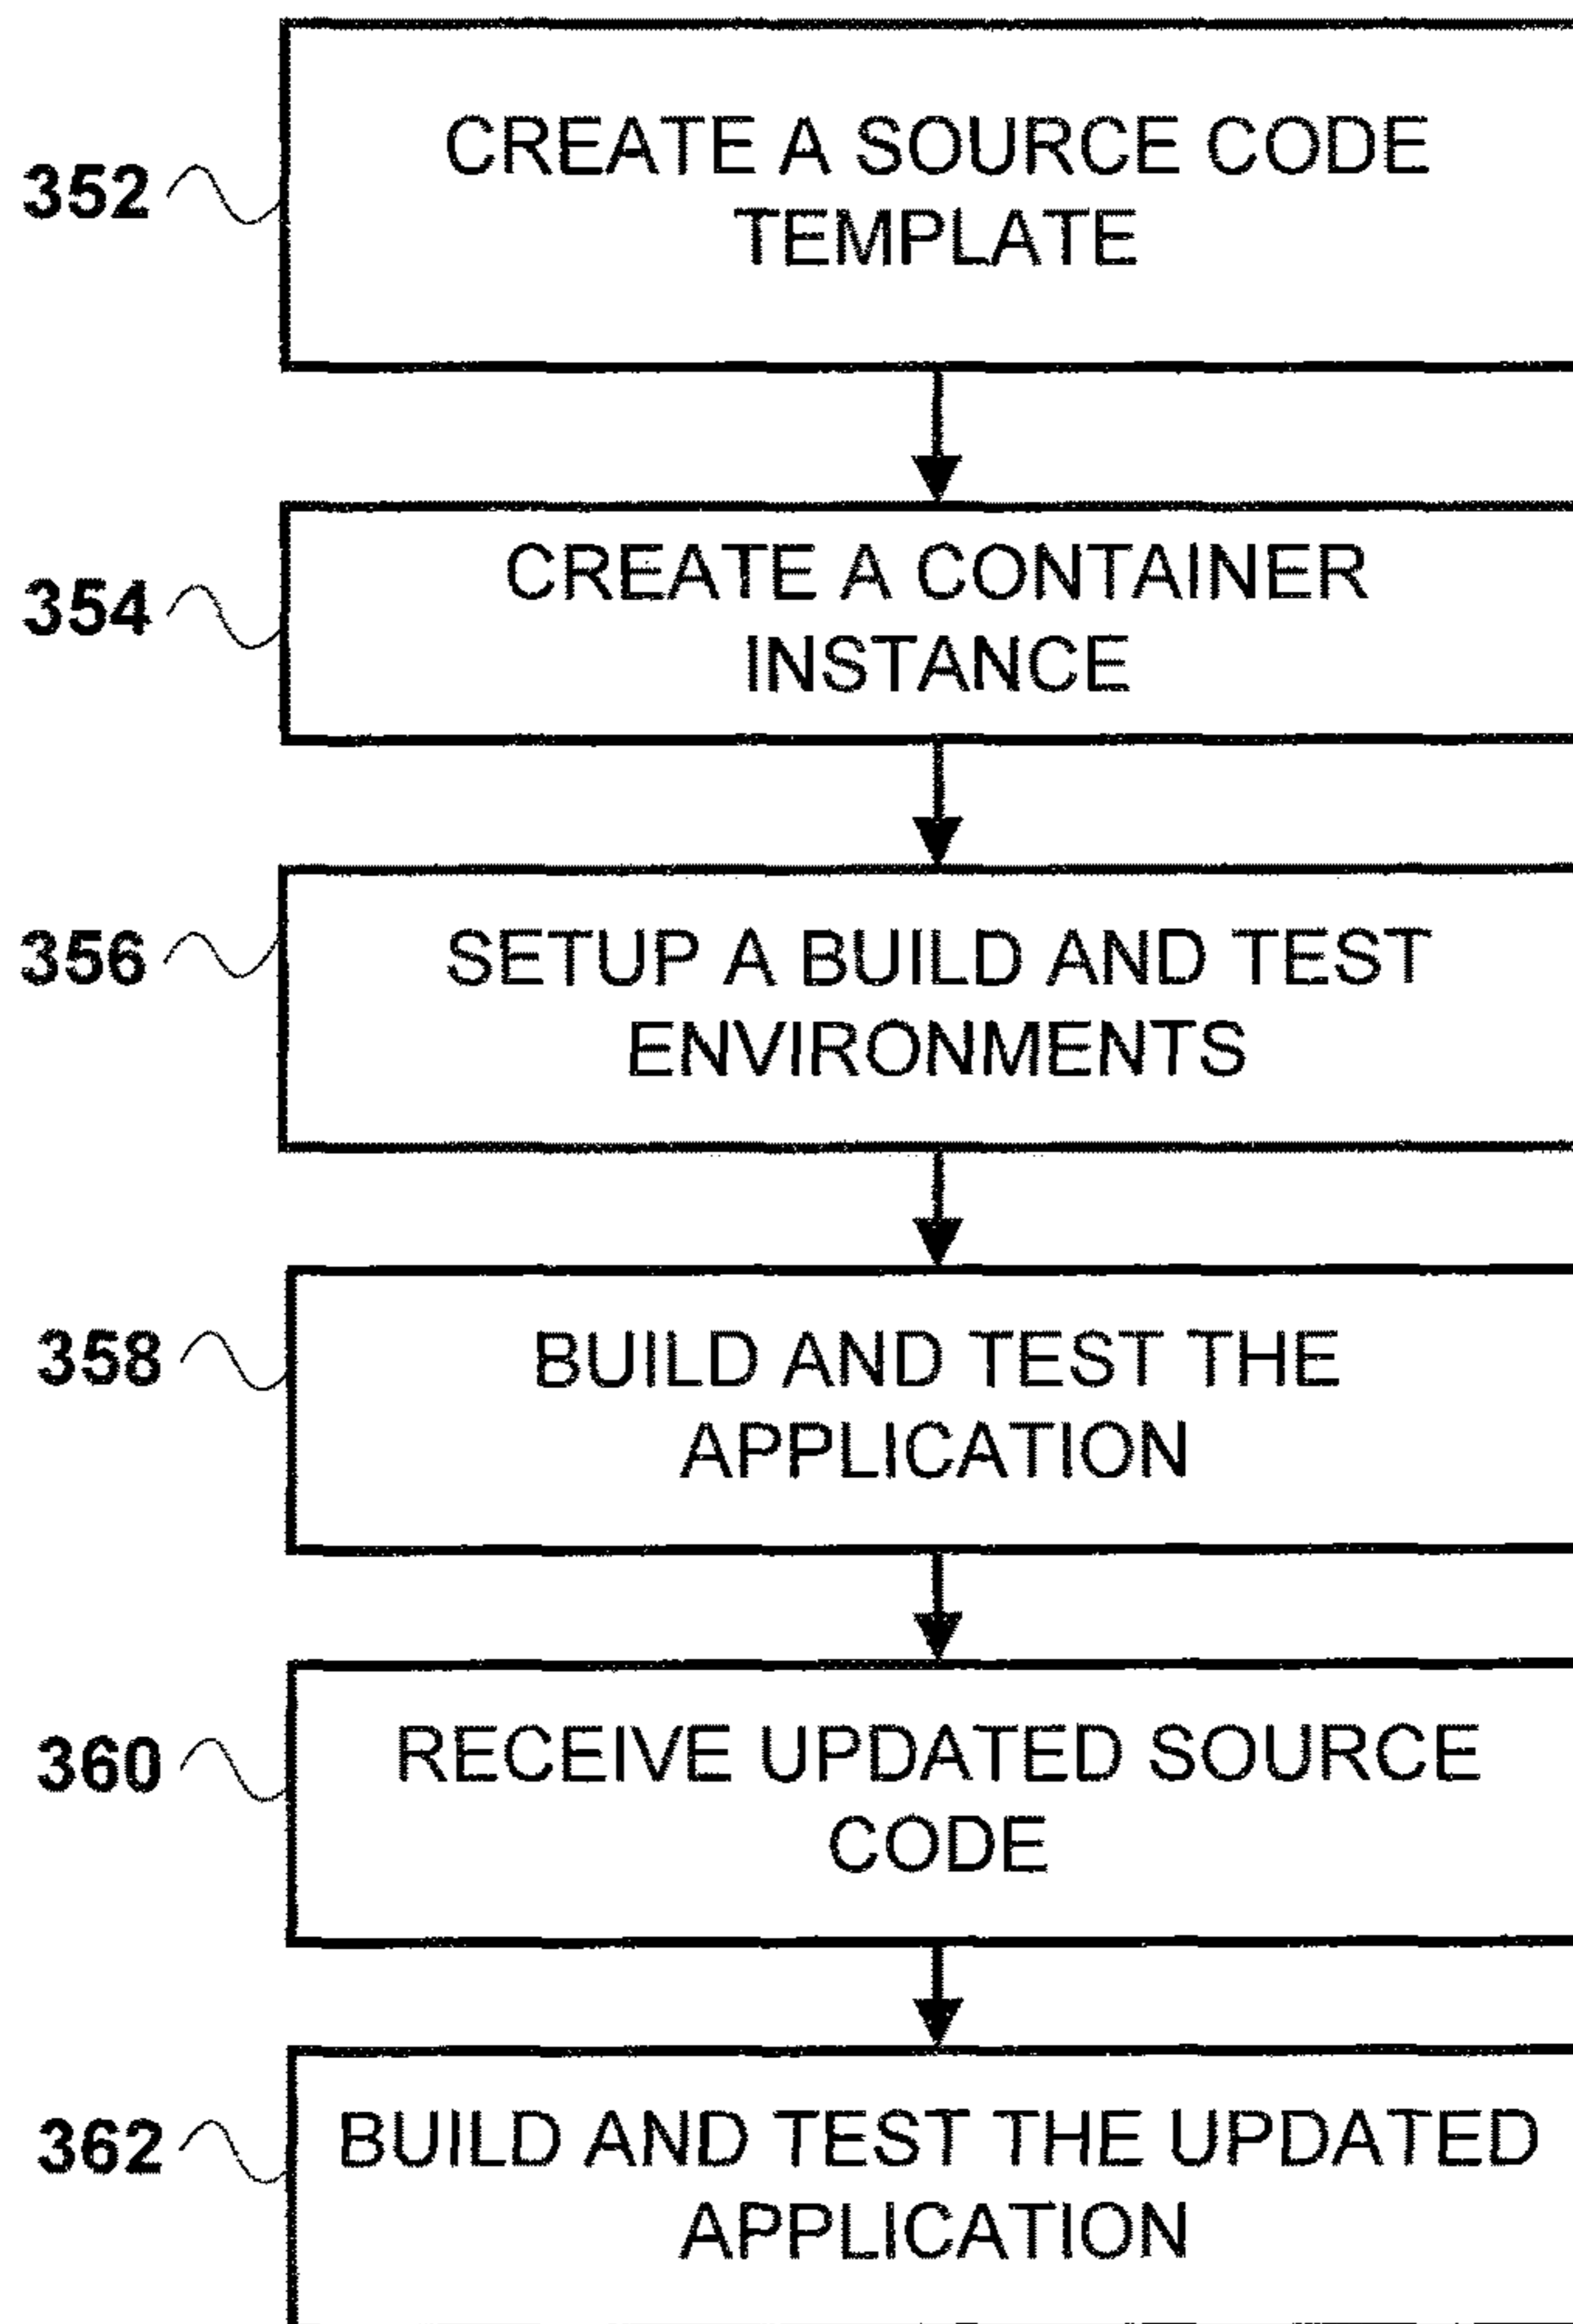 CREATE A SOURCE CODE
352
TEMPLATE
CREATE A CONTAINER
354
INSTANCE
356
SETUP A BUILD AND TEST
ENVIRONMENTS
358
BUILD AND TEST THE
APPLICATION
360
RECEIVE UPDATED SOURCE
CODE
362
BUILD AND TEST THE UPDATED
APPLICATION